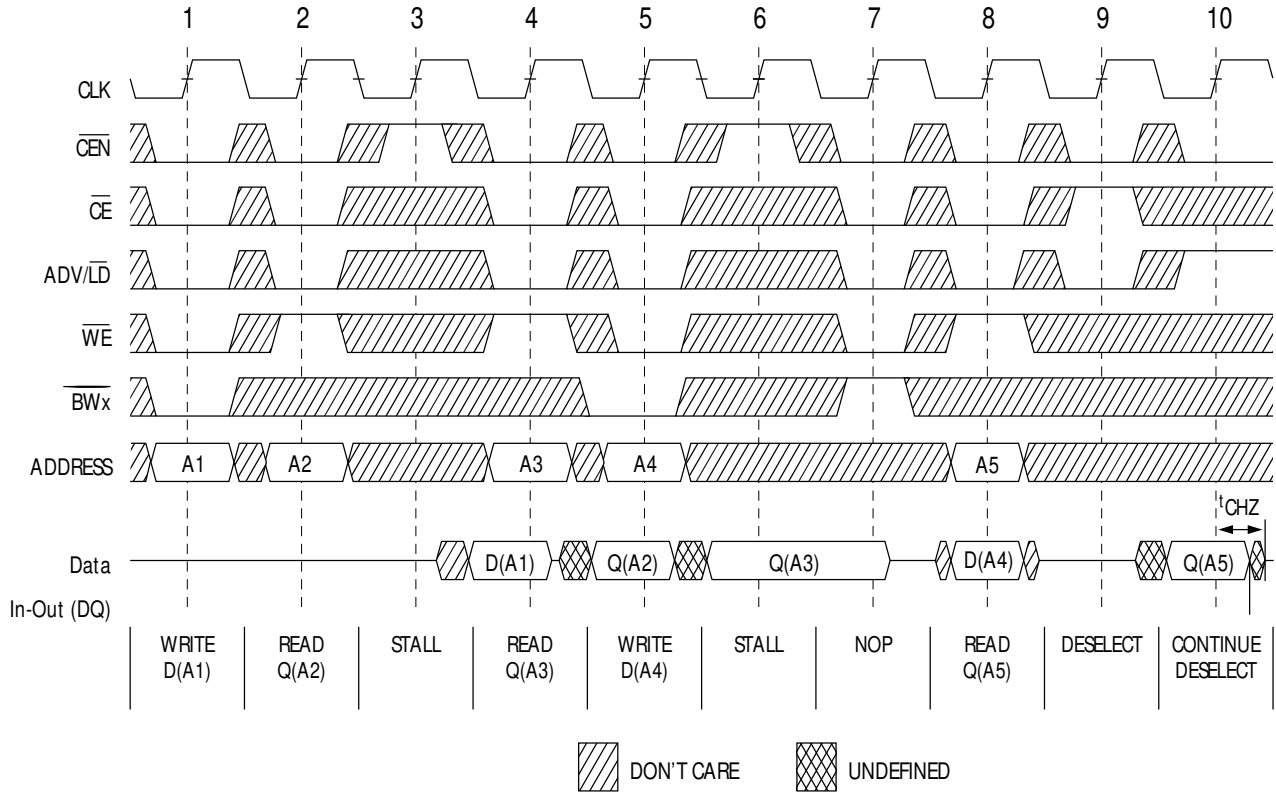 1 2 3 4 5 6 7 8 9 10
CLK
CEN
CE
ADV/LD
WE
BWx
ADDRESS A1 A2 A3 A4 A5
tCHZ
Data D(A1) Q(A2) Q(A3) D(A4) Q(A5)
In-Out (DQ)
WRITE READ STALL READ WRITE STALL NOP READ DESELECT CONTINUE
D(A1) Q(A2) Q(A3) D(A4) Q(A5) DESELECT
DON'T CARE UNDEFINED